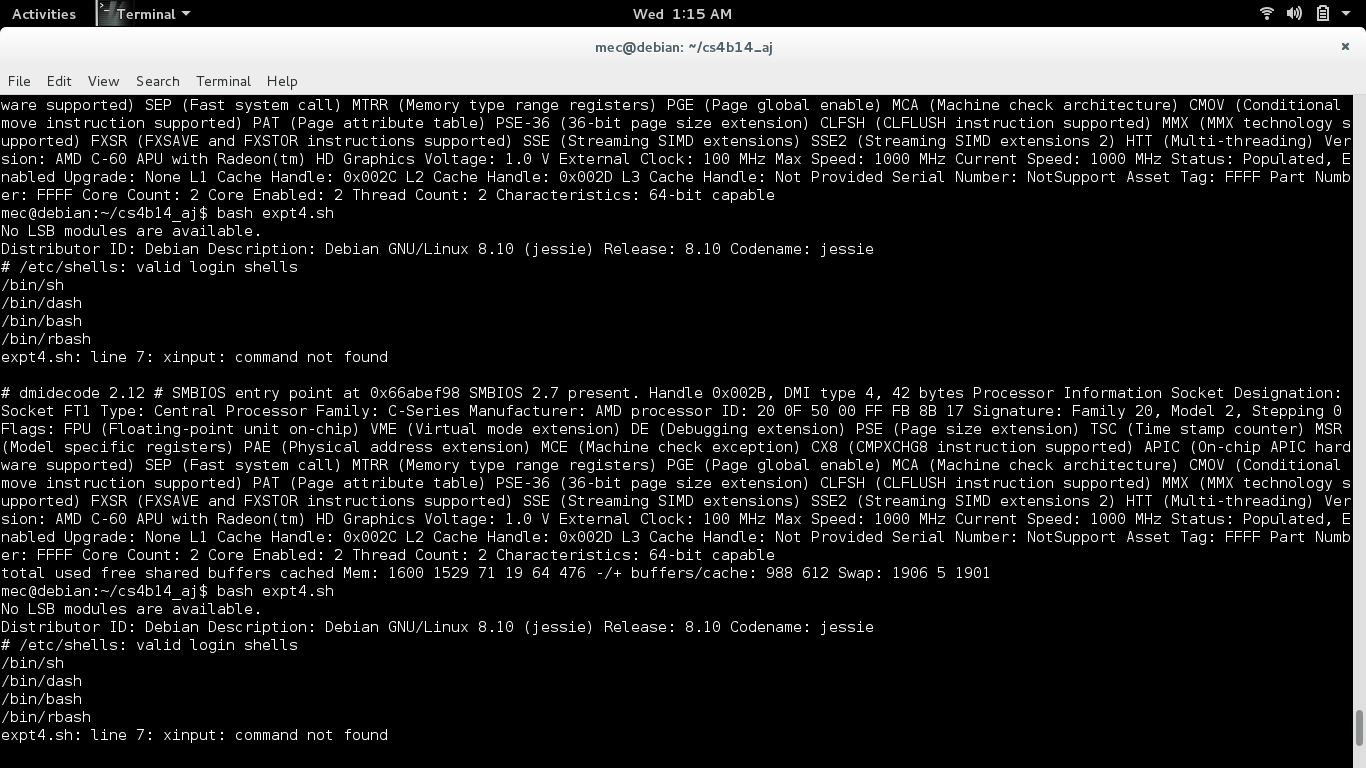 Activities Terminal Wed 1:15 AM
mec@debian: ~/cs4b14_aj ×
File Edit View Search Terminal Help
ware supported) SEP (Fast system call) MTRR (Memory type range registers) PGE (Page global enable) MCA (Machine check architecture) CMOV (Conditional
move instruction supported) PAT (Page attribute table) PSE-36 (36-bit page size extension) CLFSH (CLFLUSH instruction supported) MMX (MMX technology s
upported) FXSR (FXSAVE and FXSTOR instructions supported) SSE (Streaming SIMD extensions) SSE2 (Streaming SIMD extensions 2) HTT (Multi-threading) Ver
sion: AMD C-60 APU with Radeon(tm) HD Graphics Voltage: 1.0 V External Clock: 100 MHz Max Speed: 1000 MHz Current Speed: 1000 MHz Status: Populated, E
nabled Upgrade: None L1 Cache Handle: 0x002C L2 Cache Handle: 0x002D L3 Cache Handle: Not Provided Serial Number: NotSupport Asset Tag: FFFF Part Numb
er: FFFF Core Count: 2 Core Enabled: 2 Thread Count: 2 Characteristics: 64-bit capable
mec@debian:~/cs4b14_aj$ bash expt4.sh
No LSB modules are available.
Distributor ID: Debian Description: Debian GNU/Linux 8.10 (jessie) Release: 8.10 Codename: jessie
# /etc/shells: valid login shells
/bin/sh
/bin/dash
/bin/bash
/bin/rbash
expt4.sh: line 7: xinput: command not found
# dmidecode 2.12 # SMBIOS entry point at 0x66abef98 SMBIOS 2.7 present. Handle 0x002B, DMI type 4, 42 bytes Processor Information Socket Designation:
Socket FT1 Type: Central Processor Family: C-Series Manufacturer: AMD processor ID: 20 0F 50 00 FF FB 8B 17 Signature: Family 20, Model 2, Stepping 0
Flags: FPU (Floating-point unit on-chip) VME (Virtual mode extension) DE (Debugging extension) PSE (Page size extension) TSC (Time stamp counter) MSR
(Model specific registers) PAE (Physical address extension) MCE (Machine check exception) CX8 (CMPXCHG8 instruction supported) APIC (On-chip APIC hard
ware supported) SEP (Fast system call) MTRR (Memory type range registers) PGE (Page global enable) MCA (Machine check architecture) CMOV (Conditional
move instruction supported) PAT (Page attribute table) PSE-36 (36-bit page size extension) CLFSH (CLFLUSH instruction supported) MMX (MMX technology s
upported) FXSR (FXSAVE and FXSTOR instructions supported) SSE (Streaming SIMD extensions) SSE2 (Streaming SIMD extensions 2) HTT (Multi-threading) Ver
sion: AMD C-60 APU with Radeon(tm) HD Graphics Voltage: 1.0 V External Clock: 100 MHz Max Speed: 1000 MHz Current Speed: 1000 MHz Status: Populated, E
nabled Upgrade: None L1 Cache Handle: 0x002C L2 Cache Handle: 0x002D L3 Cache Handle: Not Provided Serial Number: NotSupport Asset Tag: FFFF Part Numb
er: FFFF Core Count: 2 Core Enabled: 2 Thread Count: 2 Characteristics: 64-bit capable
total used free shared buffers cached Mem: 1600 1529 71 19 64 476 -/+ buffers/cache: 988 612 Swap: 1906 5 1901
mec@debian:~/cs4b14_aj$ bash expt4.sh
No LSB modules are available.
Distributor ID: Debian Description: Debian GNU/Linux 8.10 (jessie) Release: 8.10 Codename: jessie
# /etc/shells: valid login shells
/bin/sh
/bin/dash
/bin/bash
/bin/rbash
expt4.sh: line 7: xinput: command not found